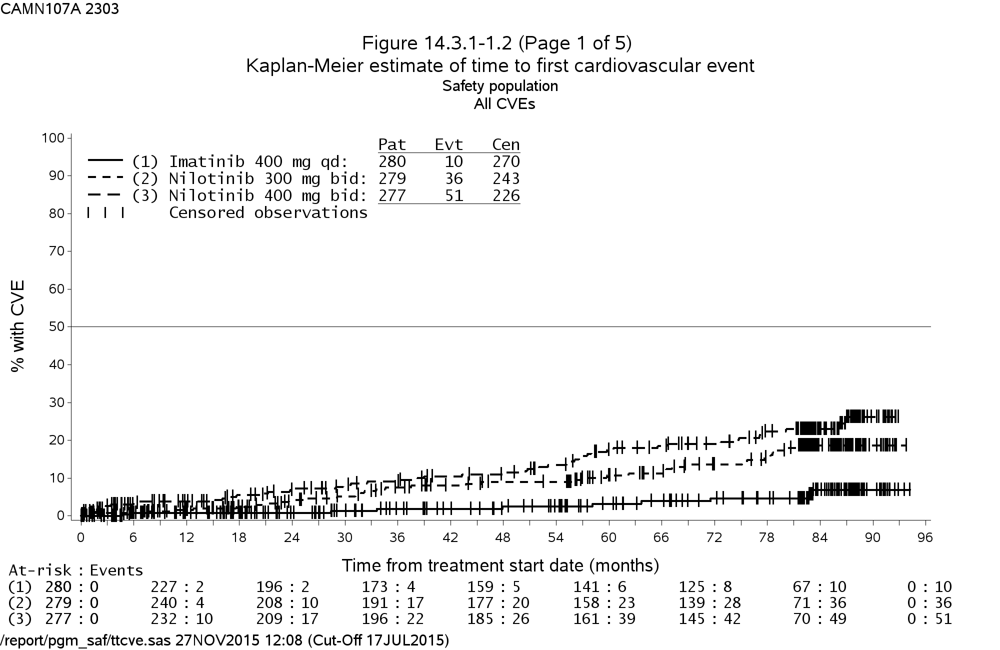 CAMN107A 2303
Figure 14.3.1-1.2 (Page 1 of 5)
Kaplan-Meier estimate of time to first cardiovascular event
Safety population
All CVEs
Pat Evt Cen
(1) Imatinib 400 mg qd: 280 10 270
(2) Nilotinib 300 mg bid: 279 36 243
(3) Nilotinib 400 mg bid: 277 51 226
Censored observations
% with CVE
100
90
80
70
60
50
40
30
20
10
0
0 6 12 18 24 30 36 42 48 54 60 66 72 78 84 90 96
Time from treatment start date (months)
At-risk : Events
(1) 280 : 0 227 : 2 196 : 2 173 : 4 159 : 5 141 : 6 125 : 8 67 : 10 0 : 10
(2) 279 : 0 240 : 4 208 : 10 191 : 17 177 : 20 158 : 23 139 : 28 71 : 36 0 : 36
(3) 277 : 0 232 : 10 209 : 17 196 : 22 185 : 26 161 : 39 145 : 42 70 : 49 0 : 51
/report/pgm_saf/ttcve.sas 27NOV2015 12:08 (Cut-Off 17JUL2015)